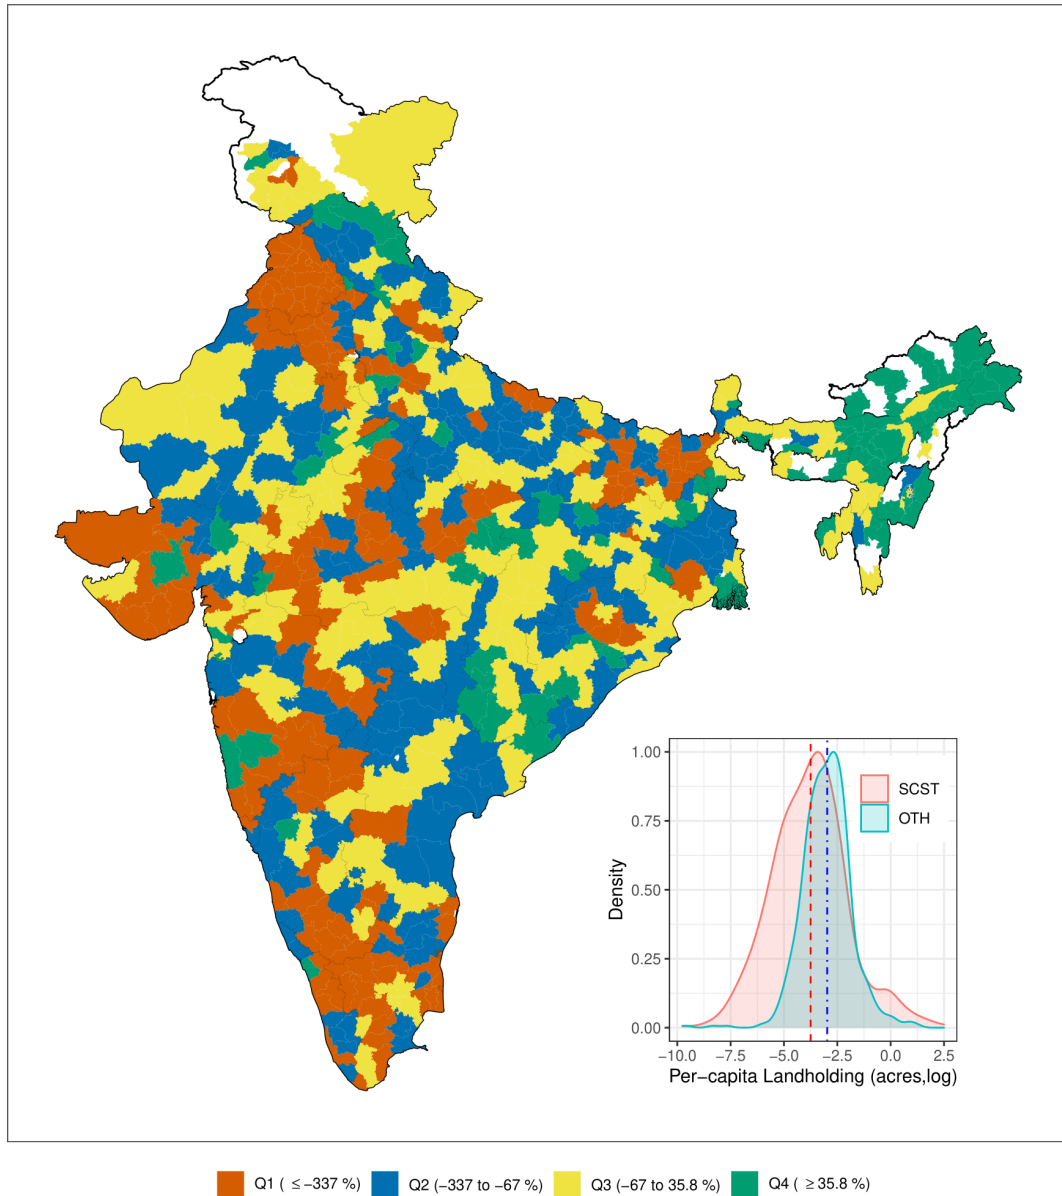 1.00
0.75
0.50
0.25
0.00
Density
SCST
OTH
−10.0 −7.5 −5.0 −2.5 0.0 2.5
Per−capita Landholding (acres,log)
Q1 ( ≤ −337 %) Q2 (−337 to −67 %) Q3 (−67 to 35.8 %) Q4 ( ≥ 35.8 %)